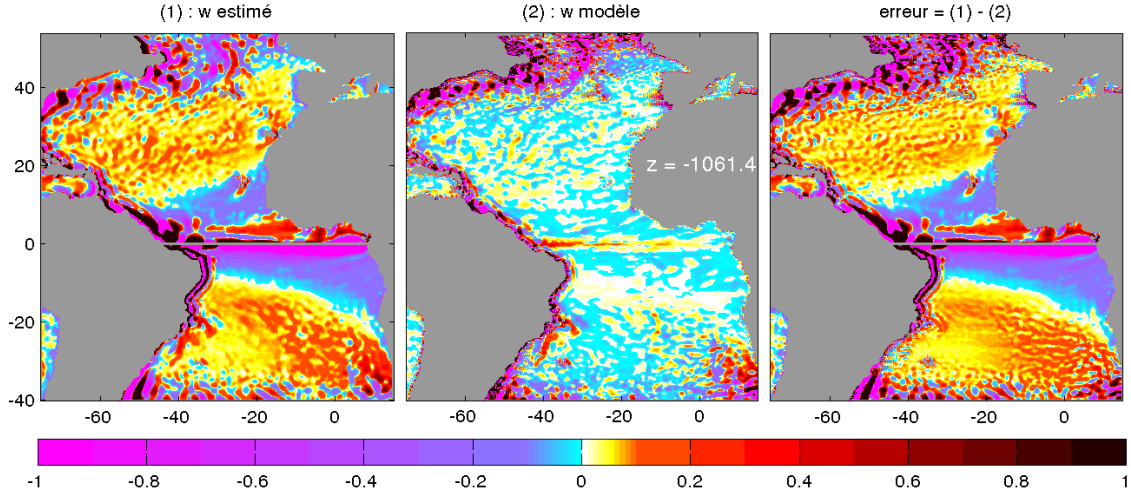 (1) : w estimé
(2) : w modèle
erreur = (1) - (2)
40
20
0
-20
-40
z = -1061.4
-60 -40 -20 0
-60 -40 -20 0
-60 -40 -20 0
-1 -0.8 -0.6 -0.4 -0.2 0 0.2 0.4 0.6 0.8 1